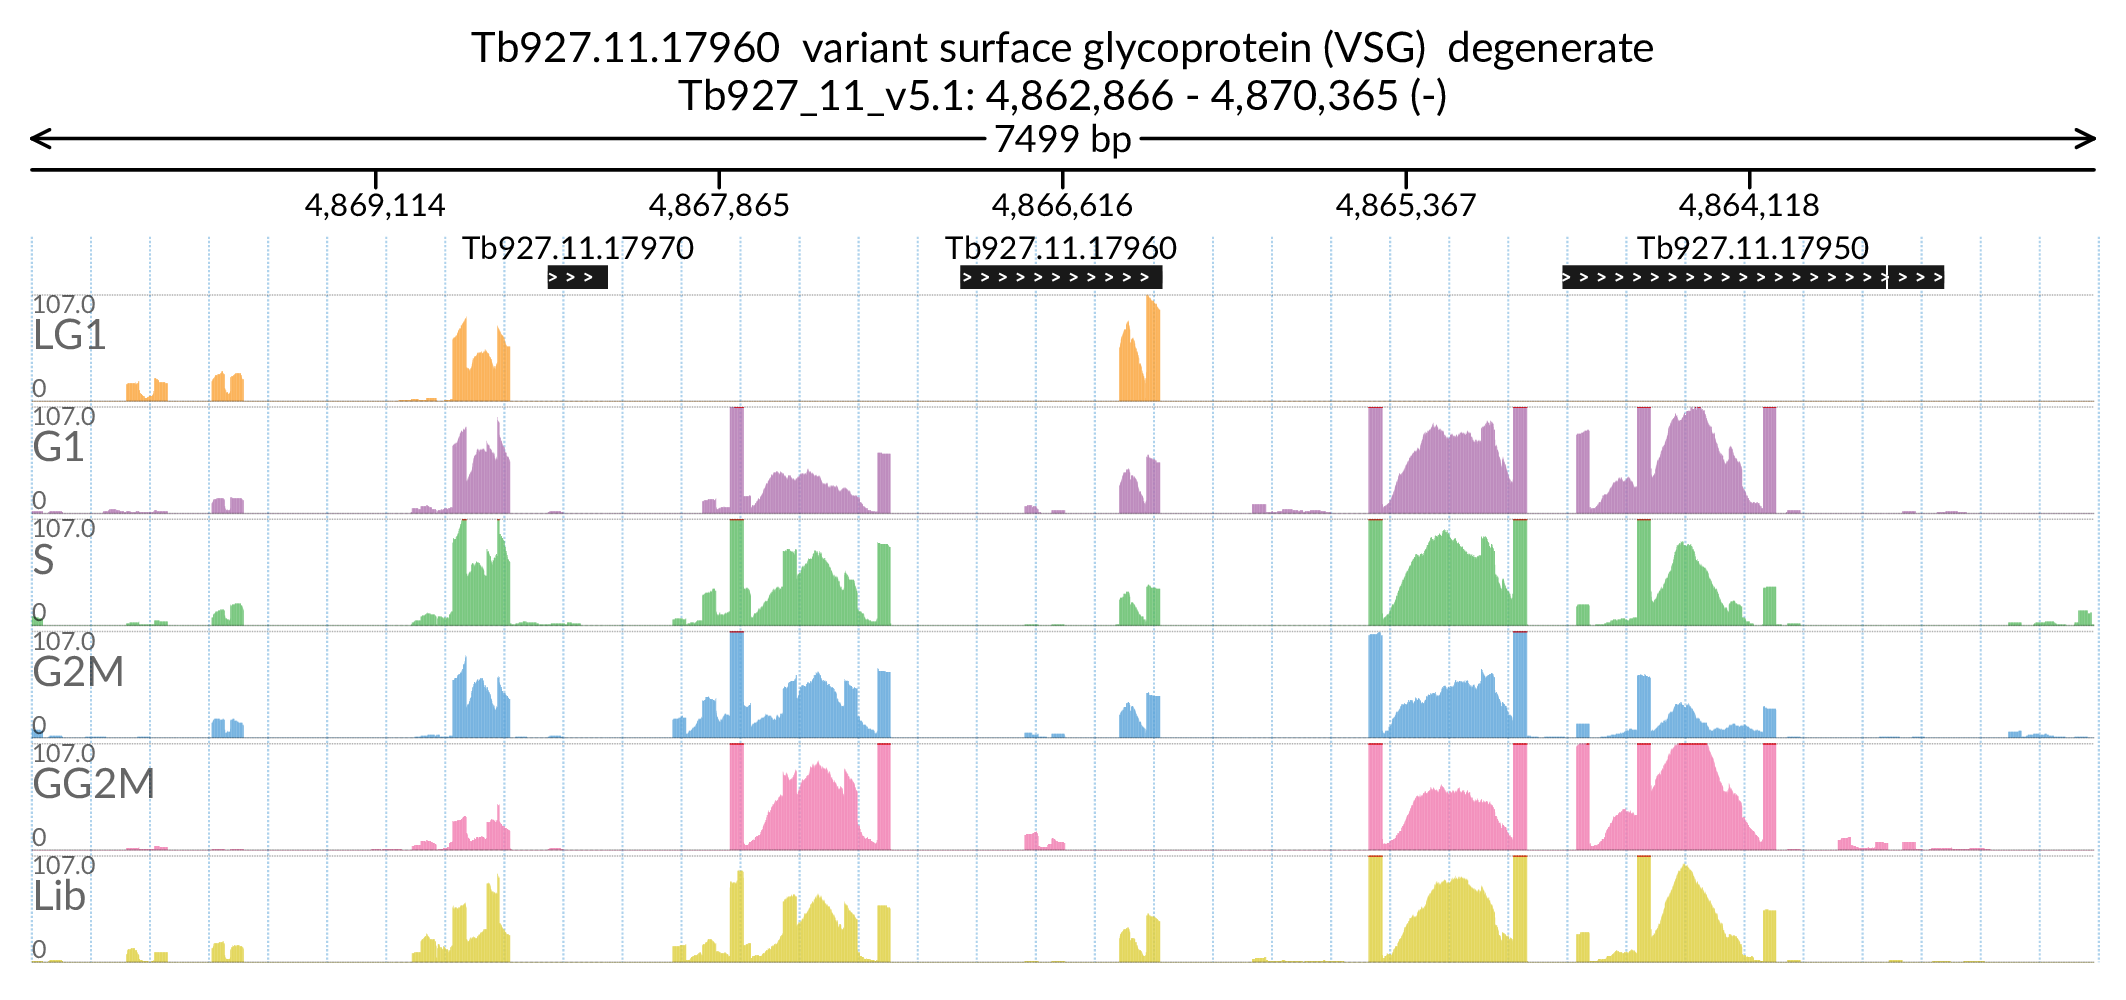 Tb927.11.17960  variant surface glycoprotein (VSG)  degenerate
Tb927_11_v5.1: 4,862,866 - 4,870,365 (-)
7499 bp
4,869,114 4,867,865 4,866,616 4,865,367 4,864,118
Tb927.11.17970 Tb927.11.17960 Tb927.11.17950
107.0
LG1
0
107.0
G1
0
107.0
S
0
107.0
G2M
0
107.0
GG2M
0
107.0
Lib
0